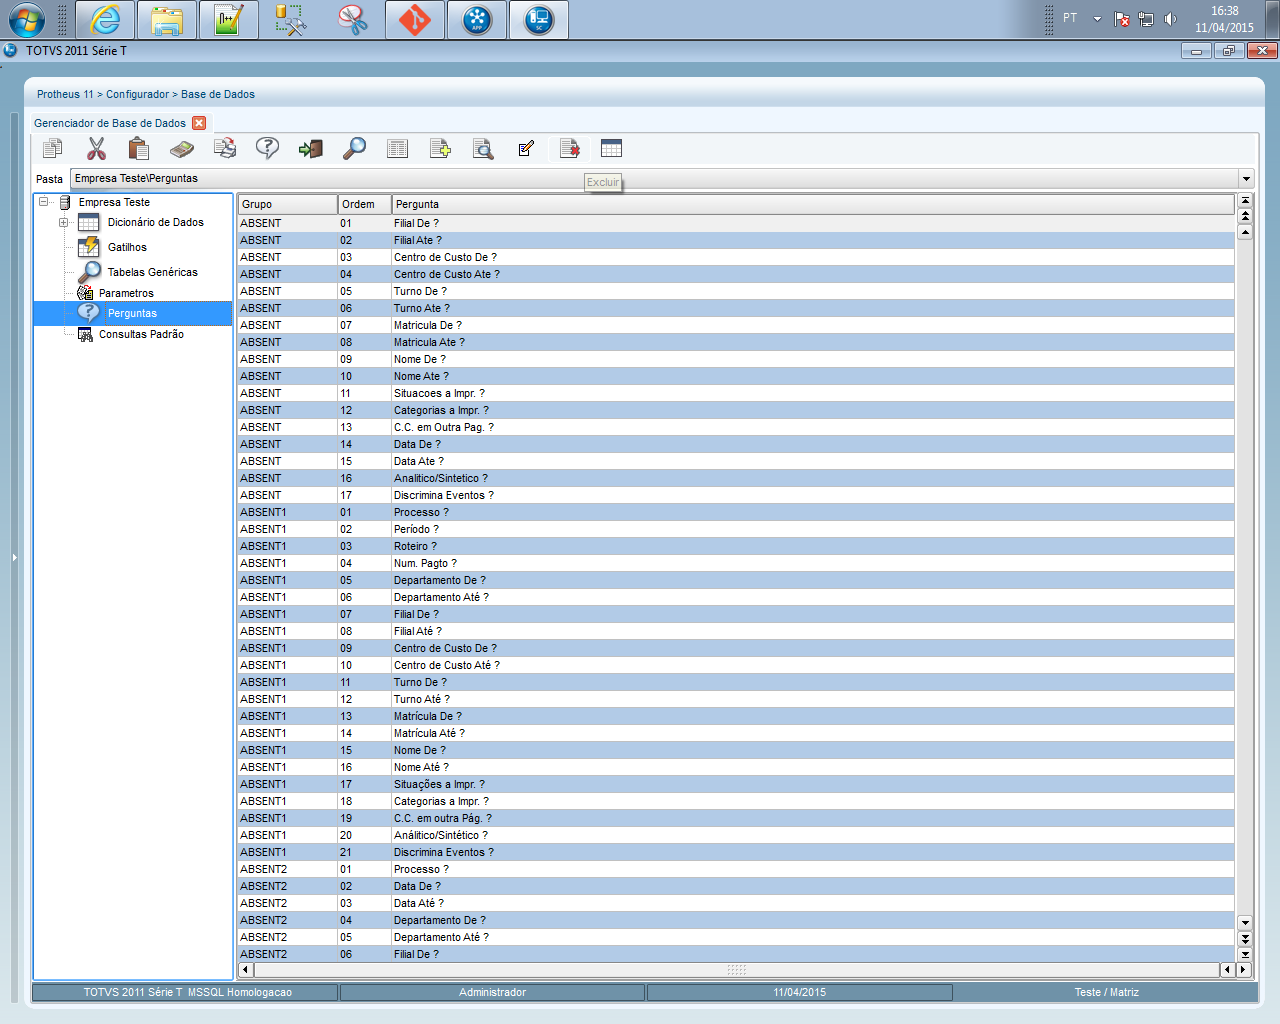 PT
16:38
11/04/2015
TOTVS 2011 Série T
Protheus 11 > Configurador > Base de Dados
Gerenciador de Base de Dados
Pasta Empresa Teste\Perguntas
Excluir
Empresa Teste
Dicionário de Dados
Gatilhos
Tabelas Genéricas
Parametros
Perguntas
Consultas Padrão
Grupo Ordem Pergunta
ABSENT 01 Filial De ?
ABSENT 02 Filial Ate ?
ABSENT 03 Centro de Custo De ?
ABSENT 04 Centro de Custo Ate ?
ABSENT 05 Turno De ?
ABSENT 06 Turno Ate ?
ABSENT 07 Matricula De ?
ABSENT 08 Matricula Ate ?
ABSENT 09 Nome De ?
ABSENT 10 Nome Ate ?
ABSENT 11 Situacoes a Impr. ?
ABSENT 12 Categorias a Impr. ?
ABSENT 13 C.C. em Outra Pag. ?
ABSENT 14 Data De ?
ABSENT 15 Data Ate ?
ABSENT 16 Analitico/Sintetico ?
ABSENT 17 Discrimina Eventos ?
ABSENT1 01 Processo ?
ABSENT1 02 Período ?
ABSENT1 03 Roteiro ?
ABSENT1 04 Num. Pagto ?
ABSENT1 05 Departamento De ?
ABSENT1 06 Departamento Até ?
ABSENT1 07 Filial De ?
ABSENT1 08 Filial Até ?
ABSENT1 09 Centro de Custo De ?
ABSENT1 10 Centro de Custo Até ?
ABSENT1 11 Turno De ?
ABSENT1 12 Turno Até ?
ABSENT1 13 Matrícula De ?
ABSENT1 14 Matrícula Até ?
ABSENT1 15 Nome De ?
ABSENT1 16 Nome Até ?
ABSENT1 17 Situações a Impr. ?
ABSENT1 18 Categorias a Impr. ?
ABSENT1 19 C.C. em outra Pág. ?
ABSENT1 20 Análitico/Sintético ?
ABSENT1 21 Discrimina Eventos ?
ABSENT2 01 Processo ?
ABSENT2 02 Data De ?
ABSENT2 03 Data Até ?
ABSENT2 04 Departamento De ?
ABSENT2 05 Departamento Até ?
ABSENT2 06 Filial De ?
TOTVS 2011 Série T MSSQL Homologacao Administrador 11/04/2015 Teste / Matriz